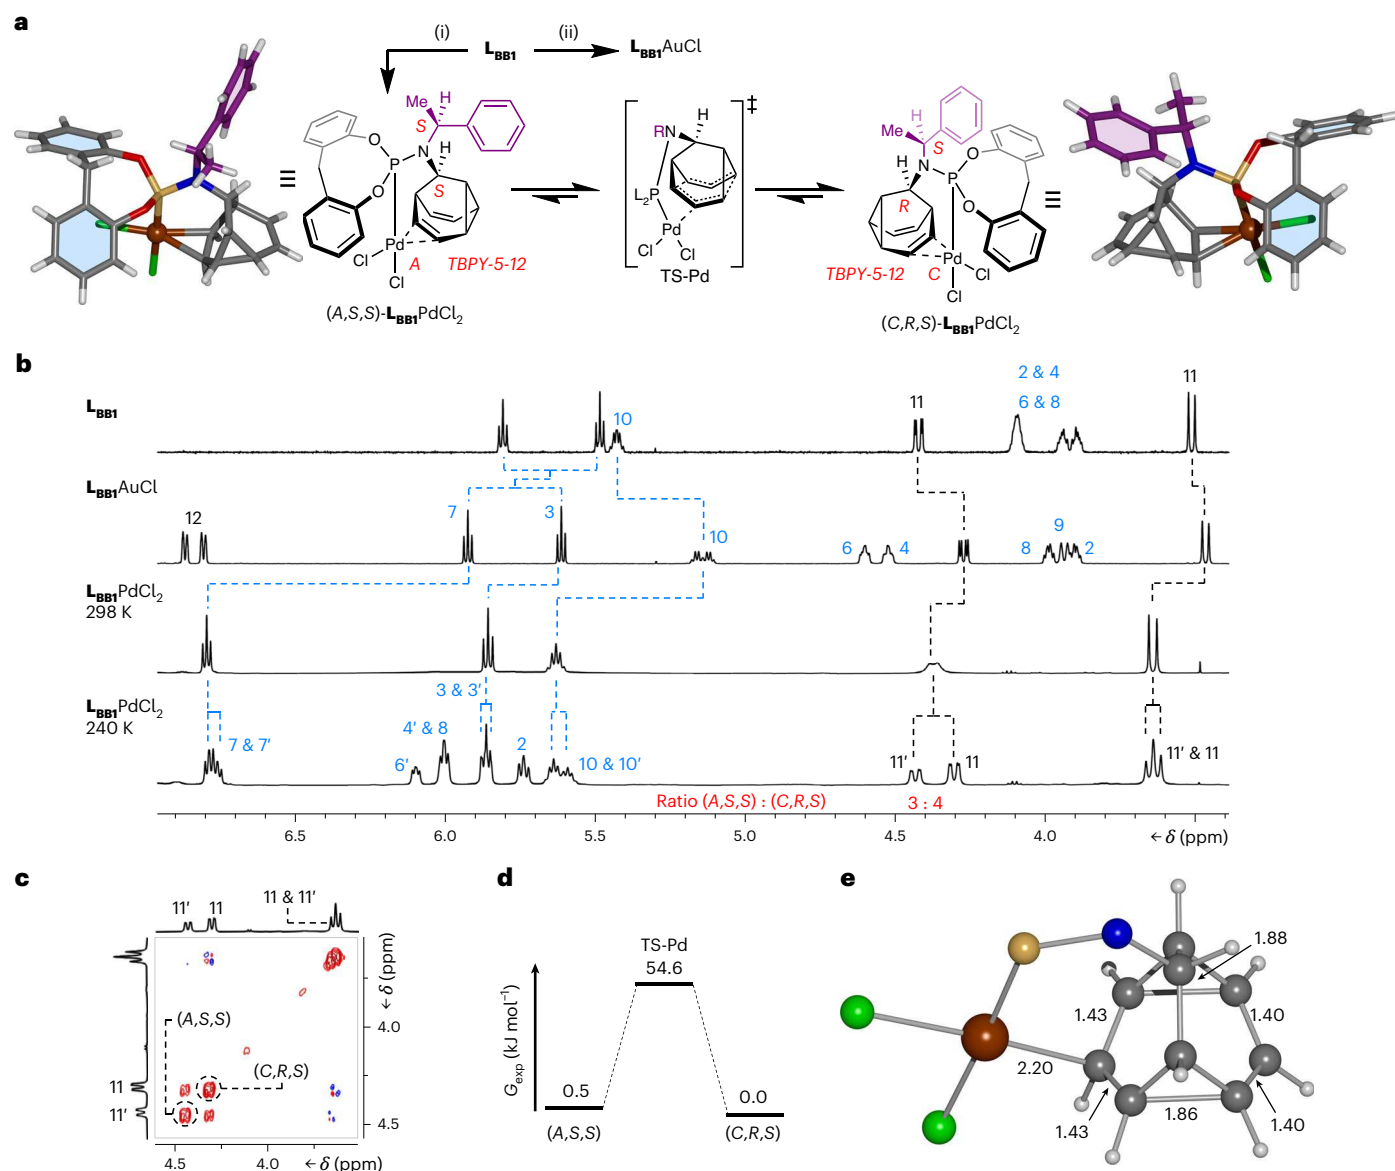 a
(i) L_BB1 (ii) L_BB1AuCl
Me H
S
N
H
O
P
O
S
Pd
Cl A TBPY-5-12
Cl
(A,S,S)-L_BB1PdCl2
≡
‡
RN H
L2P
Pd
Cl Cl
TS-Pd
H
Me S
H N P O
O
R
TBPY-5-12 C Pd Cl
Cl
(C,R,S)-L_BB1PdCl2
≡
b
L_BB1
10
11
2 & 4
6 & 8
11
L_BB1AuCl
12
7
3
10
6
4
8
9
2
L_BB1PdCl2
298 K
L_BB1PdCl2
240 K
7 & 7′
6′
4′ & 8
3 & 3′
2
10 & 10′
11′
11
11′ & 11
Ratio (A,S,S) : (C,R,S) 3 : 4
6.5 6.0 5.5 5.0 4.5 4.0 ← δ (ppm)
c
11′ 11 11 & 11′
(A,S,S)
(C,R,S)
11
11′
← δ (ppm)
4.0
4.5
4.5 4.0 ← δ (ppm)
d
G_exp (kJ mol⁻¹)
TS-Pd
54.6
0.5
0.0
(A,S,S)
(C,R,S)
e
1.88
1.43
1.40
2.20
1.43
1.86
1.40